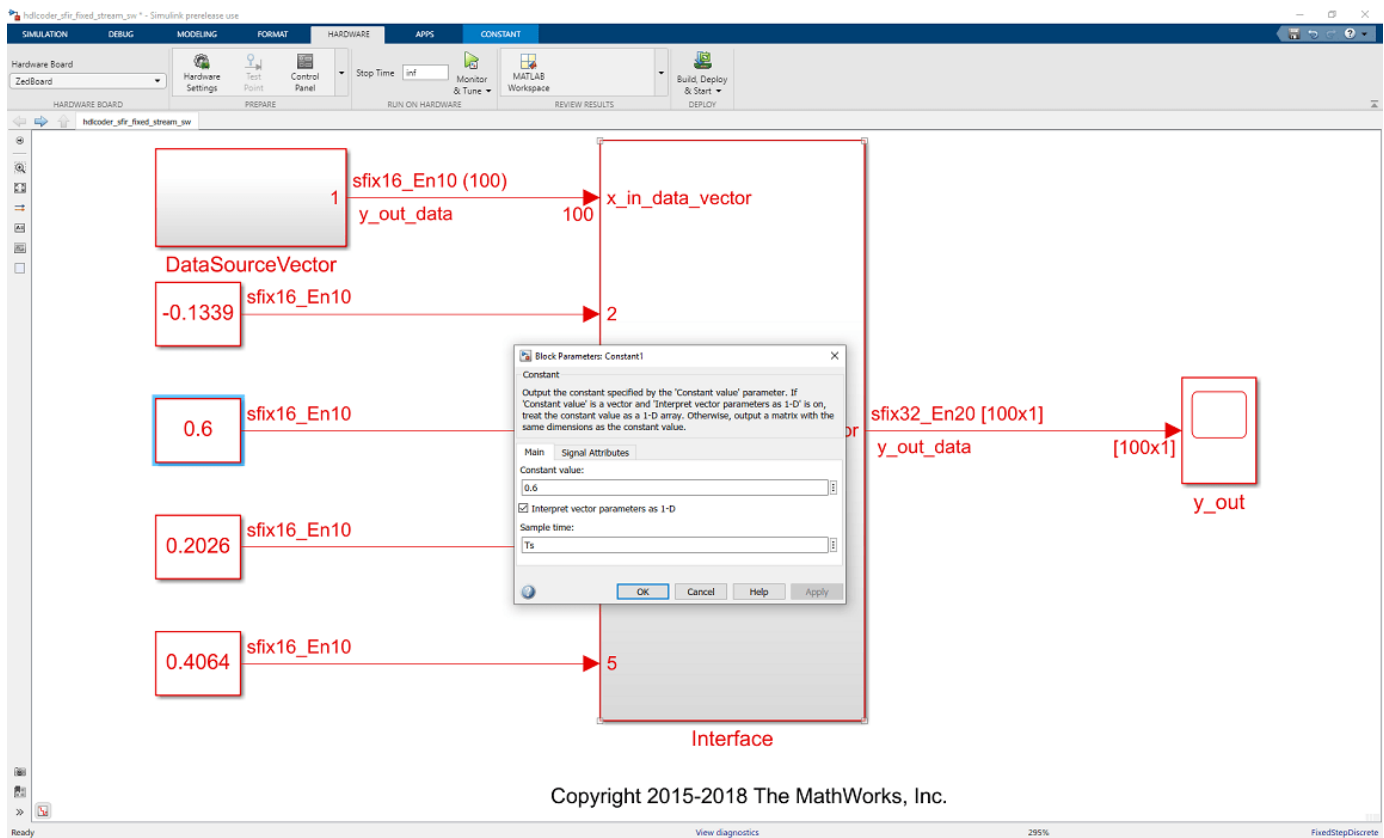 hdlcoder_sfir_fixed_stream_sw * - Simulink prerelease use
SIMULATION DEBUG MODELING FORMAT HARDWARE APPS CONSTANT
Hardware Board
ZedBoard
Hardware Settings
Test Point
Control Panel
Stop Time inf
Monitor & Tune
MATLAB Workspace
Build, Deploy & Start
HARDWARE BOARD PREPARE RUN ON HARDWARE REVIEW RESULTS DEPLOY
hdlcoder_sfir_fixed_stream_sw
1
sfix16_En10 (100)
y_out_data
100
x_in_data_vector
DataSourceVector
-0.1339
sfix16_En10
2
0.6
sfix16_En10
0.2026
sfix16_En10
0.4064
sfix16_En10
5
Block Parameters: Constant1
Constant
Output the constant specified by the 'Constant value' parameter. If
'Constant value' is a vector and 'Interpret vector parameters as 1-D' is on,
treat the constant value as a 1-D array. Otherwise, output a matrix with the
same dimensions as the constant value.
Main Signal Attributes
Constant value:
0.6
Interpret vector parameters as 1-D
Sample time:
Ts
OK Cancel Help Apply
or
sfix32_En20 [100x1]
y_out_data
[100x1]
y_out
Interface
Copyright 2015-2018 The MathWorks, Inc.
Ready View diagnostics 295% FixedStepDiscrete